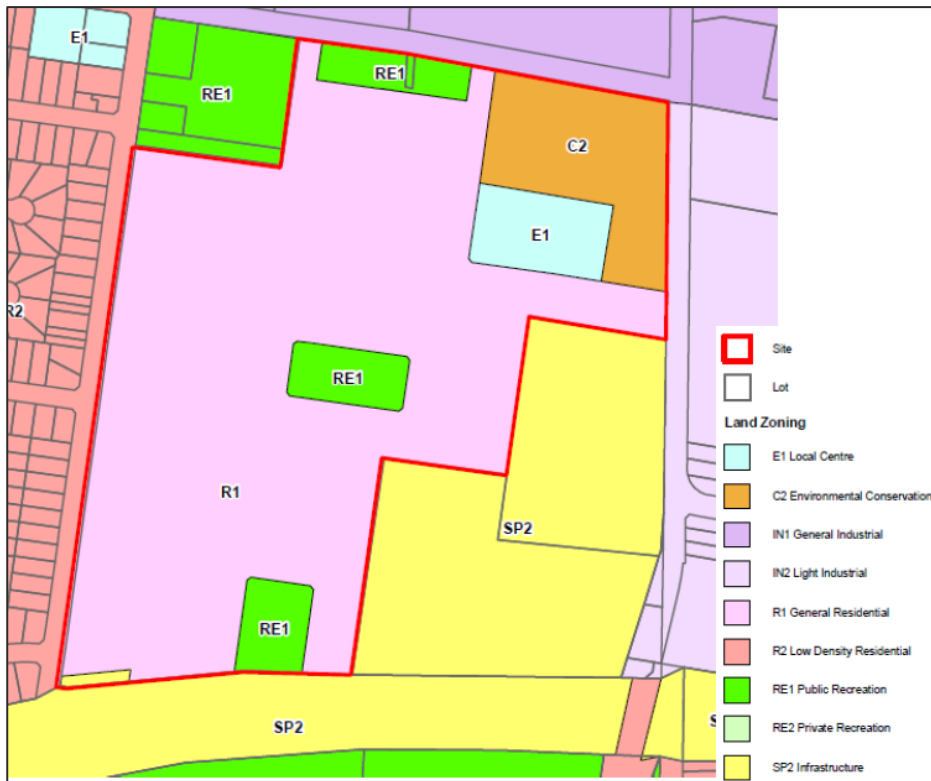 E1
RE1
RE1
C2
E1
R2
RE1
R1
SP2
RE1
SP2
S
Site
Lot
Land Zoning
E1 Local Centre
C2 Environmental Conservation
IN1 General Industrial
IN2 Light Industrial
R1 General Residential
R2 Low Density Residential
RE1 Public Recreation
RE2 Private Recreation
SP2 Infrastructure